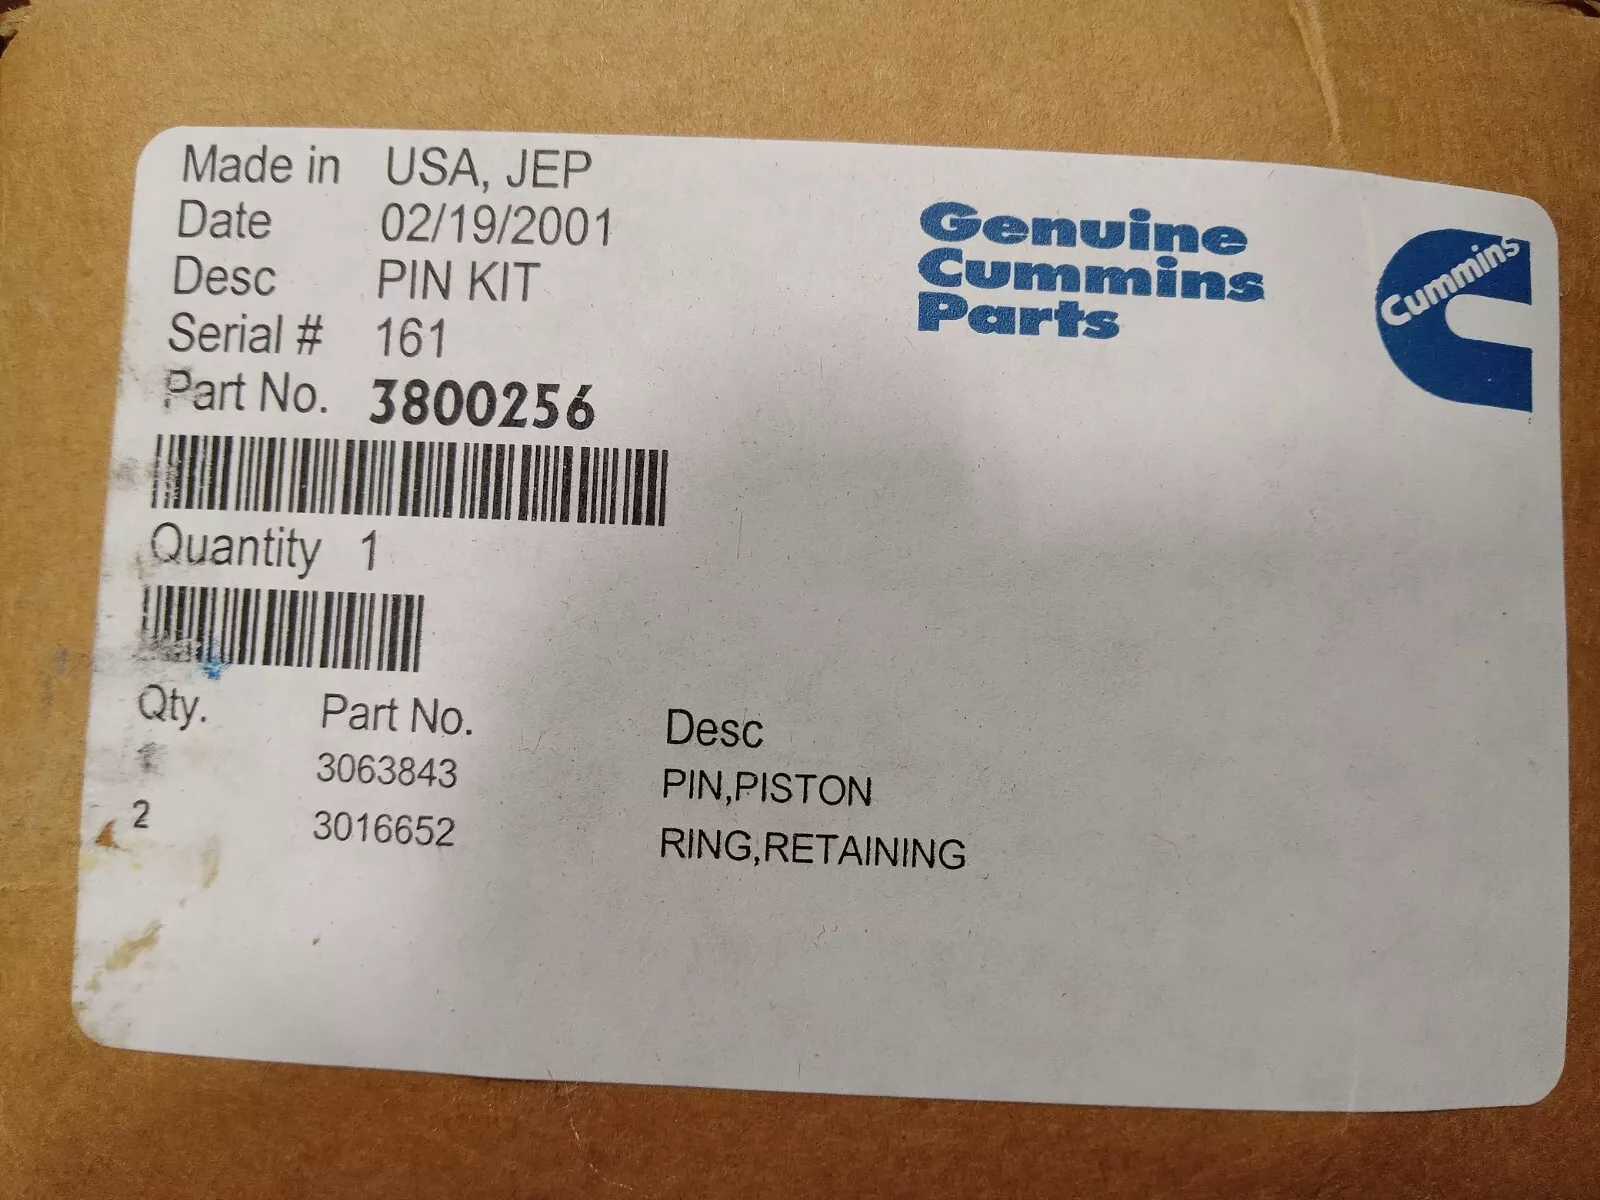 Made in USA, JEP
Date 02/19/2001
Desc PIN KIT
Serial # 161
Part No. 3800256
Genuine
Cummins
Parts
Cummins
Quantity 1
Qty. Part No. Desc
1 3063843 PIN,PISTON
2 3016652 RING,RETAINING